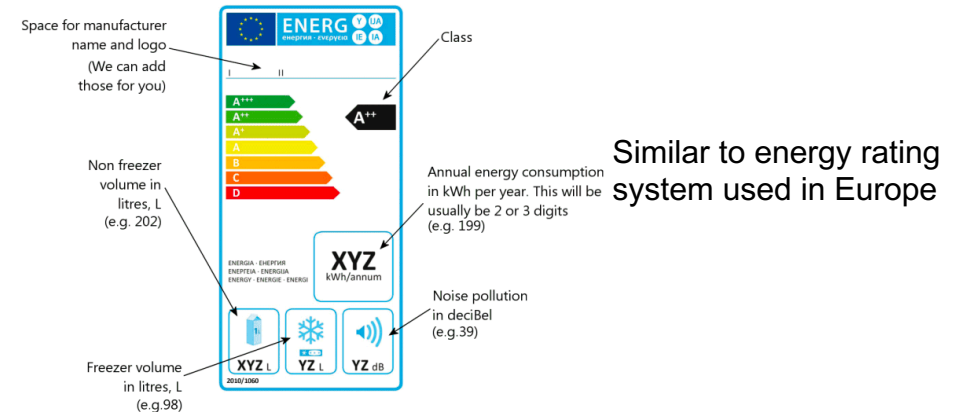 Space for manufacturer
name and logo
(We can add
those for you)
ENERG
енергия · ενεργεια
Y
UA
IE
IA
Class
I
II
A+++
A++
A+
A
B
C
D
A++
Non freezer
volume in
litres, L
(e.g. 202)
Annual energy consumption
in kWh per year. This will be
usually be 2 or 3 digits
(e.g. 199)
Similar to energy rating
system used in Europe
ENERGIA · ЕНЕРГИЯ
ΕΝΕΡΓΕΙΑ · ENERGIJA
ENERGY · ENERGIE · ENERGI
XYZ
kWh/annum
Noise pollution
in deciBel
(e.g.39)
XYZ L
YZ L
YZ dB
2010/1060
Freezer volume
in litres, L
(e.g.98)